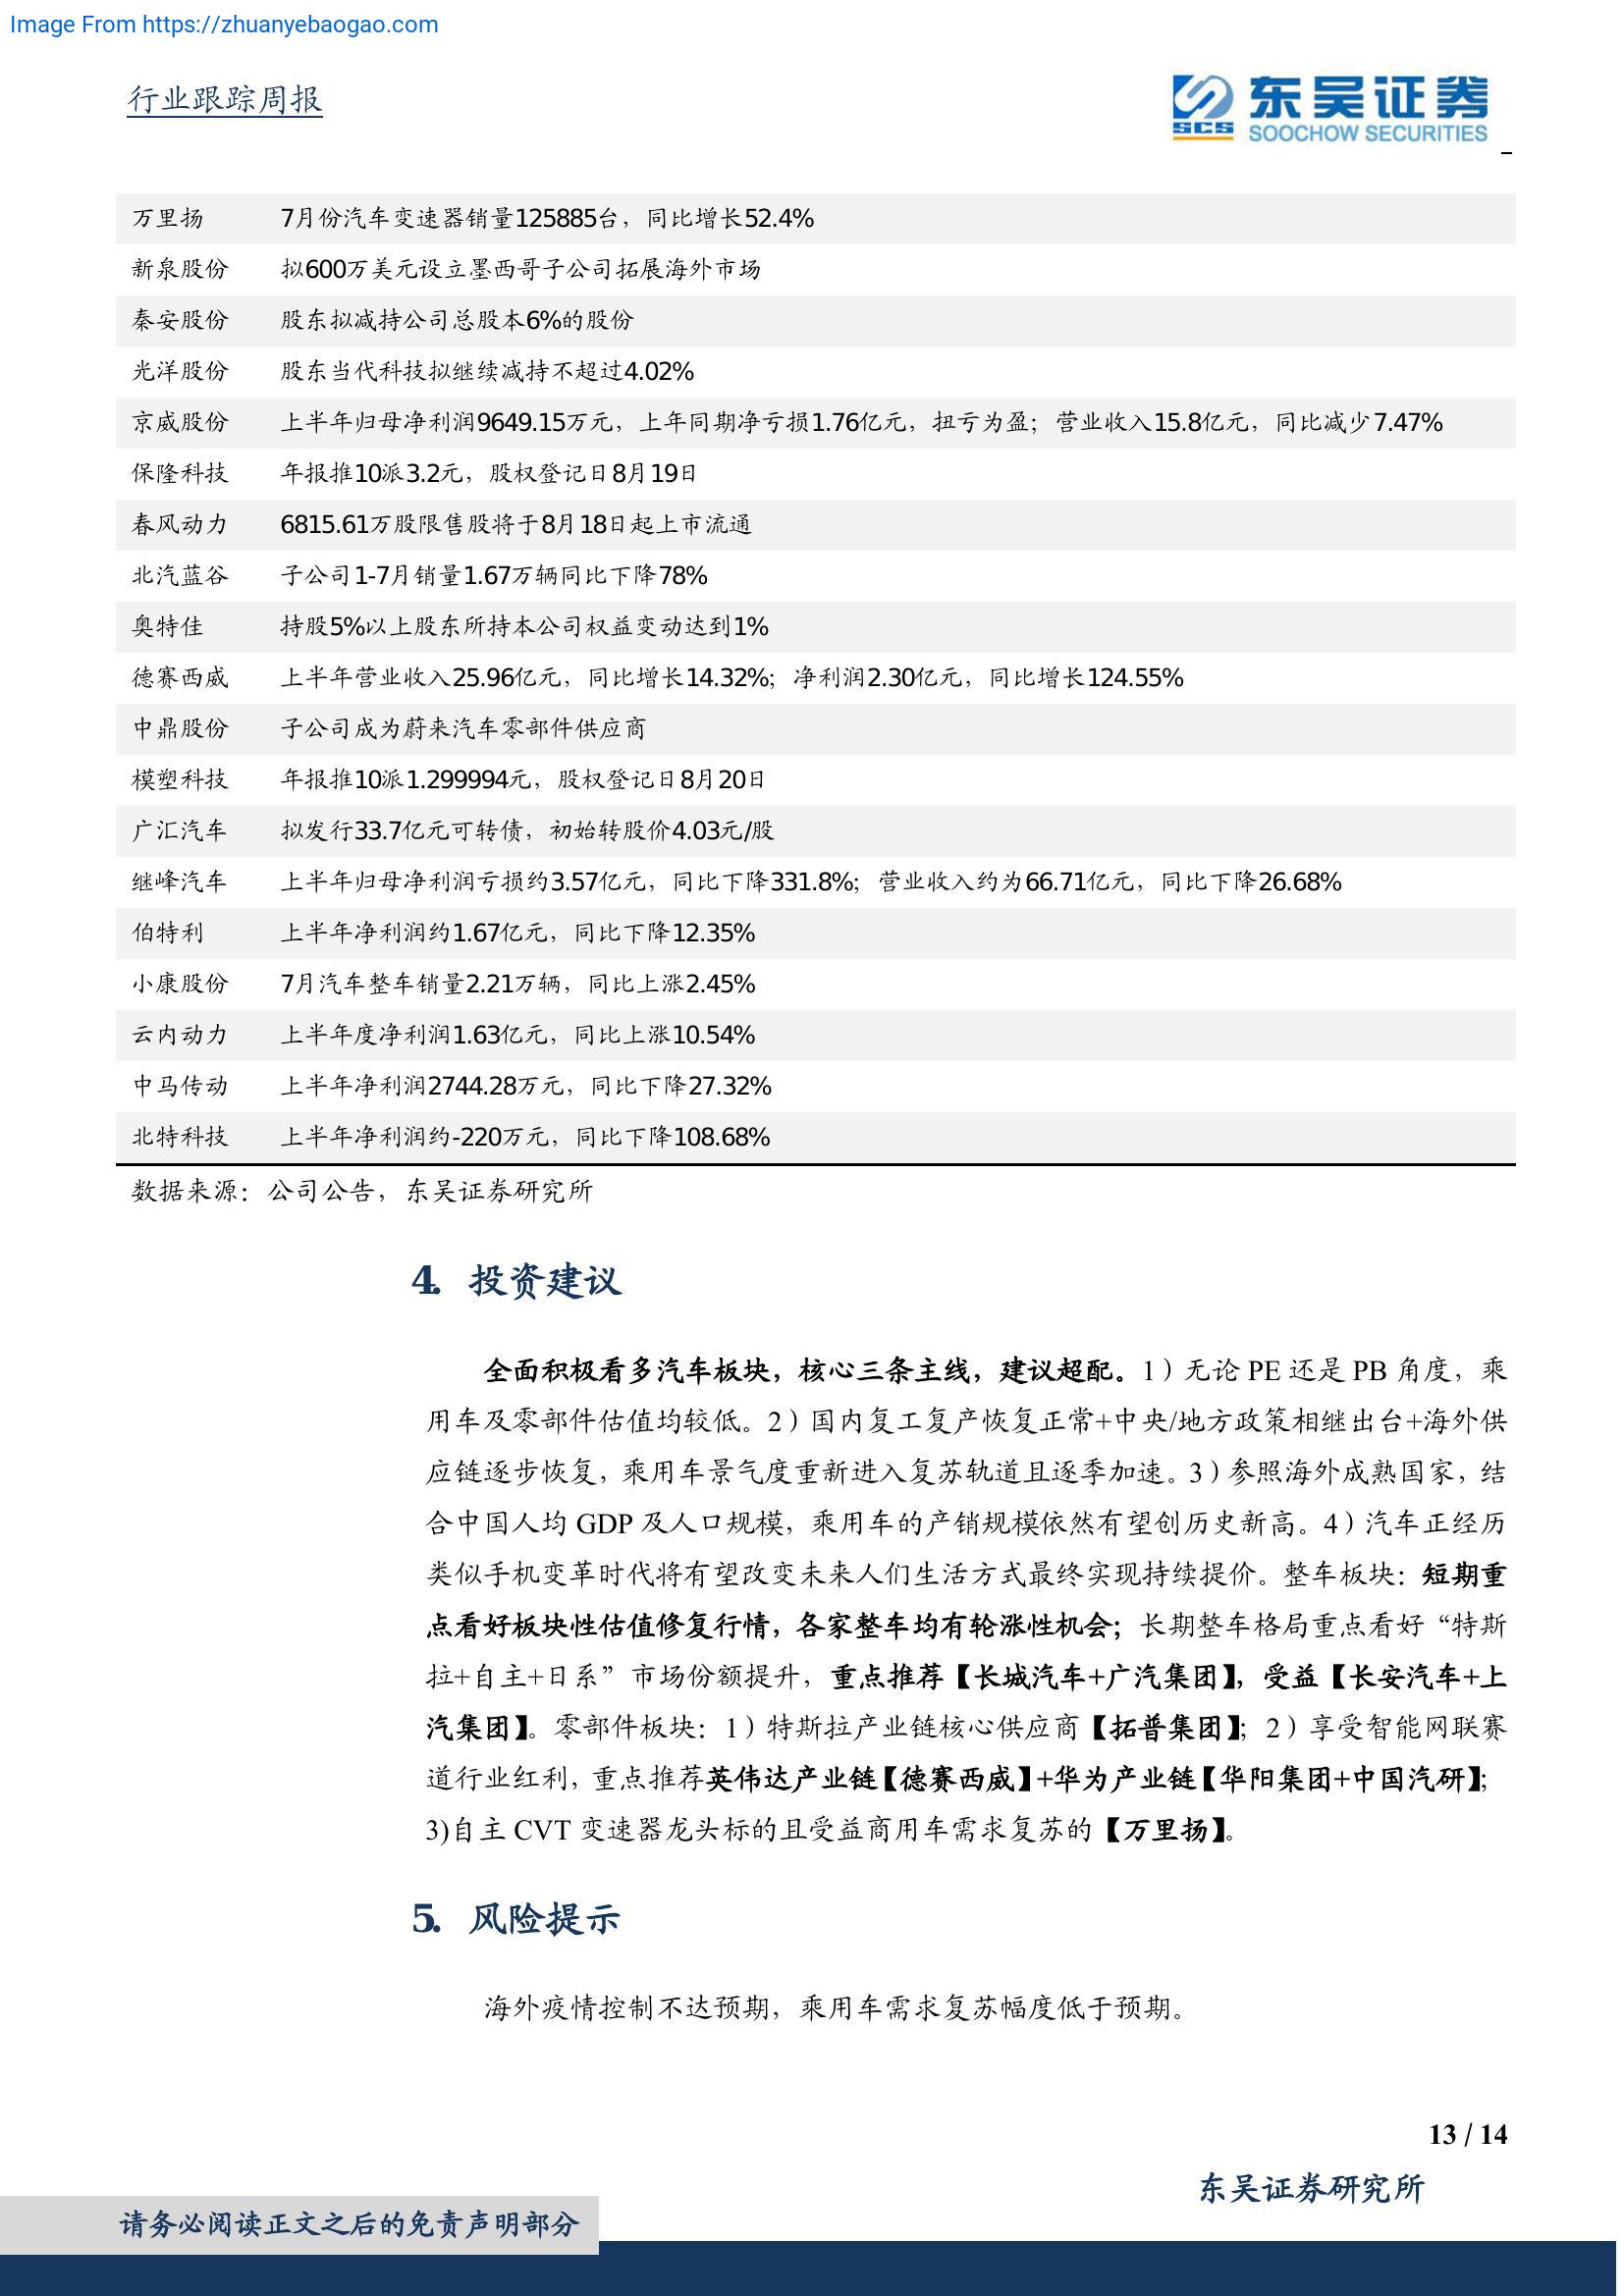 Image From https://zhuanyebaogao.com
行业跟踪周报
东吴证券
SCS
SOOCHOW SECURITIES
万里扬 7月份汽车变速器销量125885台，同比增长52.4%
新泉股份 拟600万美元设立墨西哥子公司拓展海外市场
秦安股份 股东拟减持公司总股本6%的股份
光洋股份 股东当代科技拟继续减持不超过4.02%
京威股份 上半年归母净利润9649.15万元，上年同期净亏损1.76亿元，扭亏为盈；营业收入15.8亿元，同比减少7.47%
保隆科技 年报推10派3.2元，股权登记日8月19日
春风动力 6815.61万股限售股将于8月18日起上市流通
北汽蓝谷 子公司1-7月销量1.67万辆同比下降78%
奥特佳 持股5%以上股东所持本公司权益变动达到1%
德赛西威 上半年营业收入25.96亿元，同比增长14.32%；净利润2.30亿元，同比增长124.55%
中鼎股份 子公司成为蔚来汽车零部件供应商
模塑科技 年报推10派1.299994元，股权登记日8月20日
广汇汽车 拟发行33.7亿元可转债，初始转股价4.03元/股
继峰汽车 上半年归母净利润亏损约3.57亿元，同比下降331.8%；营业收入约为66.71亿元，同比下降26.68%
伯特利 上半年净利润约1.67亿元，同比下降12.35%
小康股份 7月汽车整车销量2.21万辆，同比上涨2.45%
云内动力 上半年度净利润1.63亿元，同比上涨10.54%
中马传动 上半年净利润2744.28万元，同比下降27.32%
北特科技 上半年净利润约-220万元，同比下降108.68%
数据来源：公司公告，东吴证券研究所
4. 投资建议
全面积极看多汽车板块，核心三条主线，建议超配。1）无论 PE 还是 PB 角度，乘
用车及零部件估值均较低。2）国内复工复产恢复正常+中央/地方政策相继出台+海外供
应链逐步恢复，乘用车景气度重新进入复苏轨道且逐季加速。3）参照海外成熟国家，结
合中国人均 GDP 及人口规模，乘用车的产销规模依然有望创历史新高。4）汽车正经历
类似手机变革时代将有望改变未来人们生活方式最终实现持续提价。整车板块：短期重
点看好板块性估值修复行情，各家整车均有轮涨性机会；长期整车格局重点看好“特斯
拉+自主+日系”市场份额提升，重点推荐【长城汽车+广汽集团】，受益【长安汽车+上
汽集团】。零部件板块：1）特斯拉产业链核心供应商【拓普集团】；2）享受智能网联赛
道行业红利，重点推荐英伟达产业链【德赛西威】+华为产业链【华阳集团+中国汽研】；
3)自主 CVT 变速器龙头标的且受益商用车需求复苏的【万里扬】。
5. 风险提示
海外疫情控制不达预期，乘用车需求复苏幅度低于预期。
13 / 14
东吴证券研究所
请务必阅读正文之后的免责声明部分